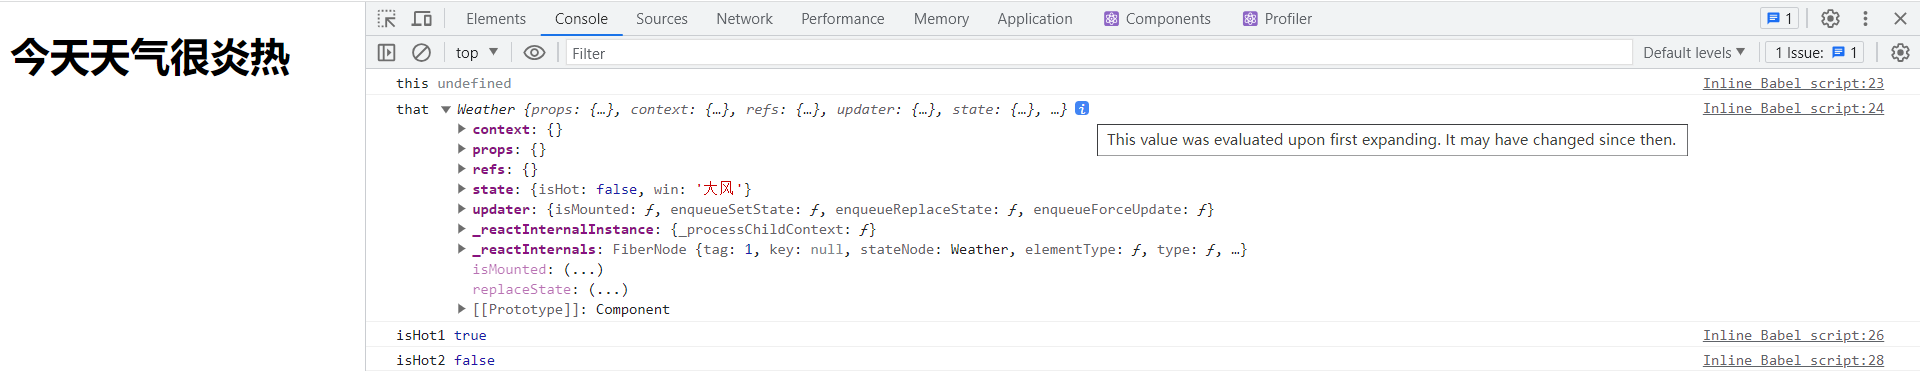 今天天气很炎热
Elements Console Sources Network Performance Memory Application Components Profiler 1
top Filter Default levels 1 Issue: 1
this undefined Inline Babel script:23
that Weather {props: {…}, context: {…}, refs: {…}, updater: {…}, state: {…}, …} i Inline Babel script:24
context: {}
This value was evaluated upon first expanding. It may have changed since then.
props: {}
refs: {}
state: {isHot: false, win: '大风'}
updater: {isMounted: ƒ, enqueueSetState: ƒ, enqueueReplaceState: ƒ, enqueueForceUpdate: ƒ}
_reactInternalInstance: {_processChildContext: ƒ}
_reactInternals: FiberNode {tag: 1, key: null, stateNode: Weather, elementType: ƒ, type: ƒ, …}
isMounted: (...)
replaceState: (...)
[[Prototype]]: Component
isHot1 true Inline Babel script:26
isHot2 false Inline Babel script:28